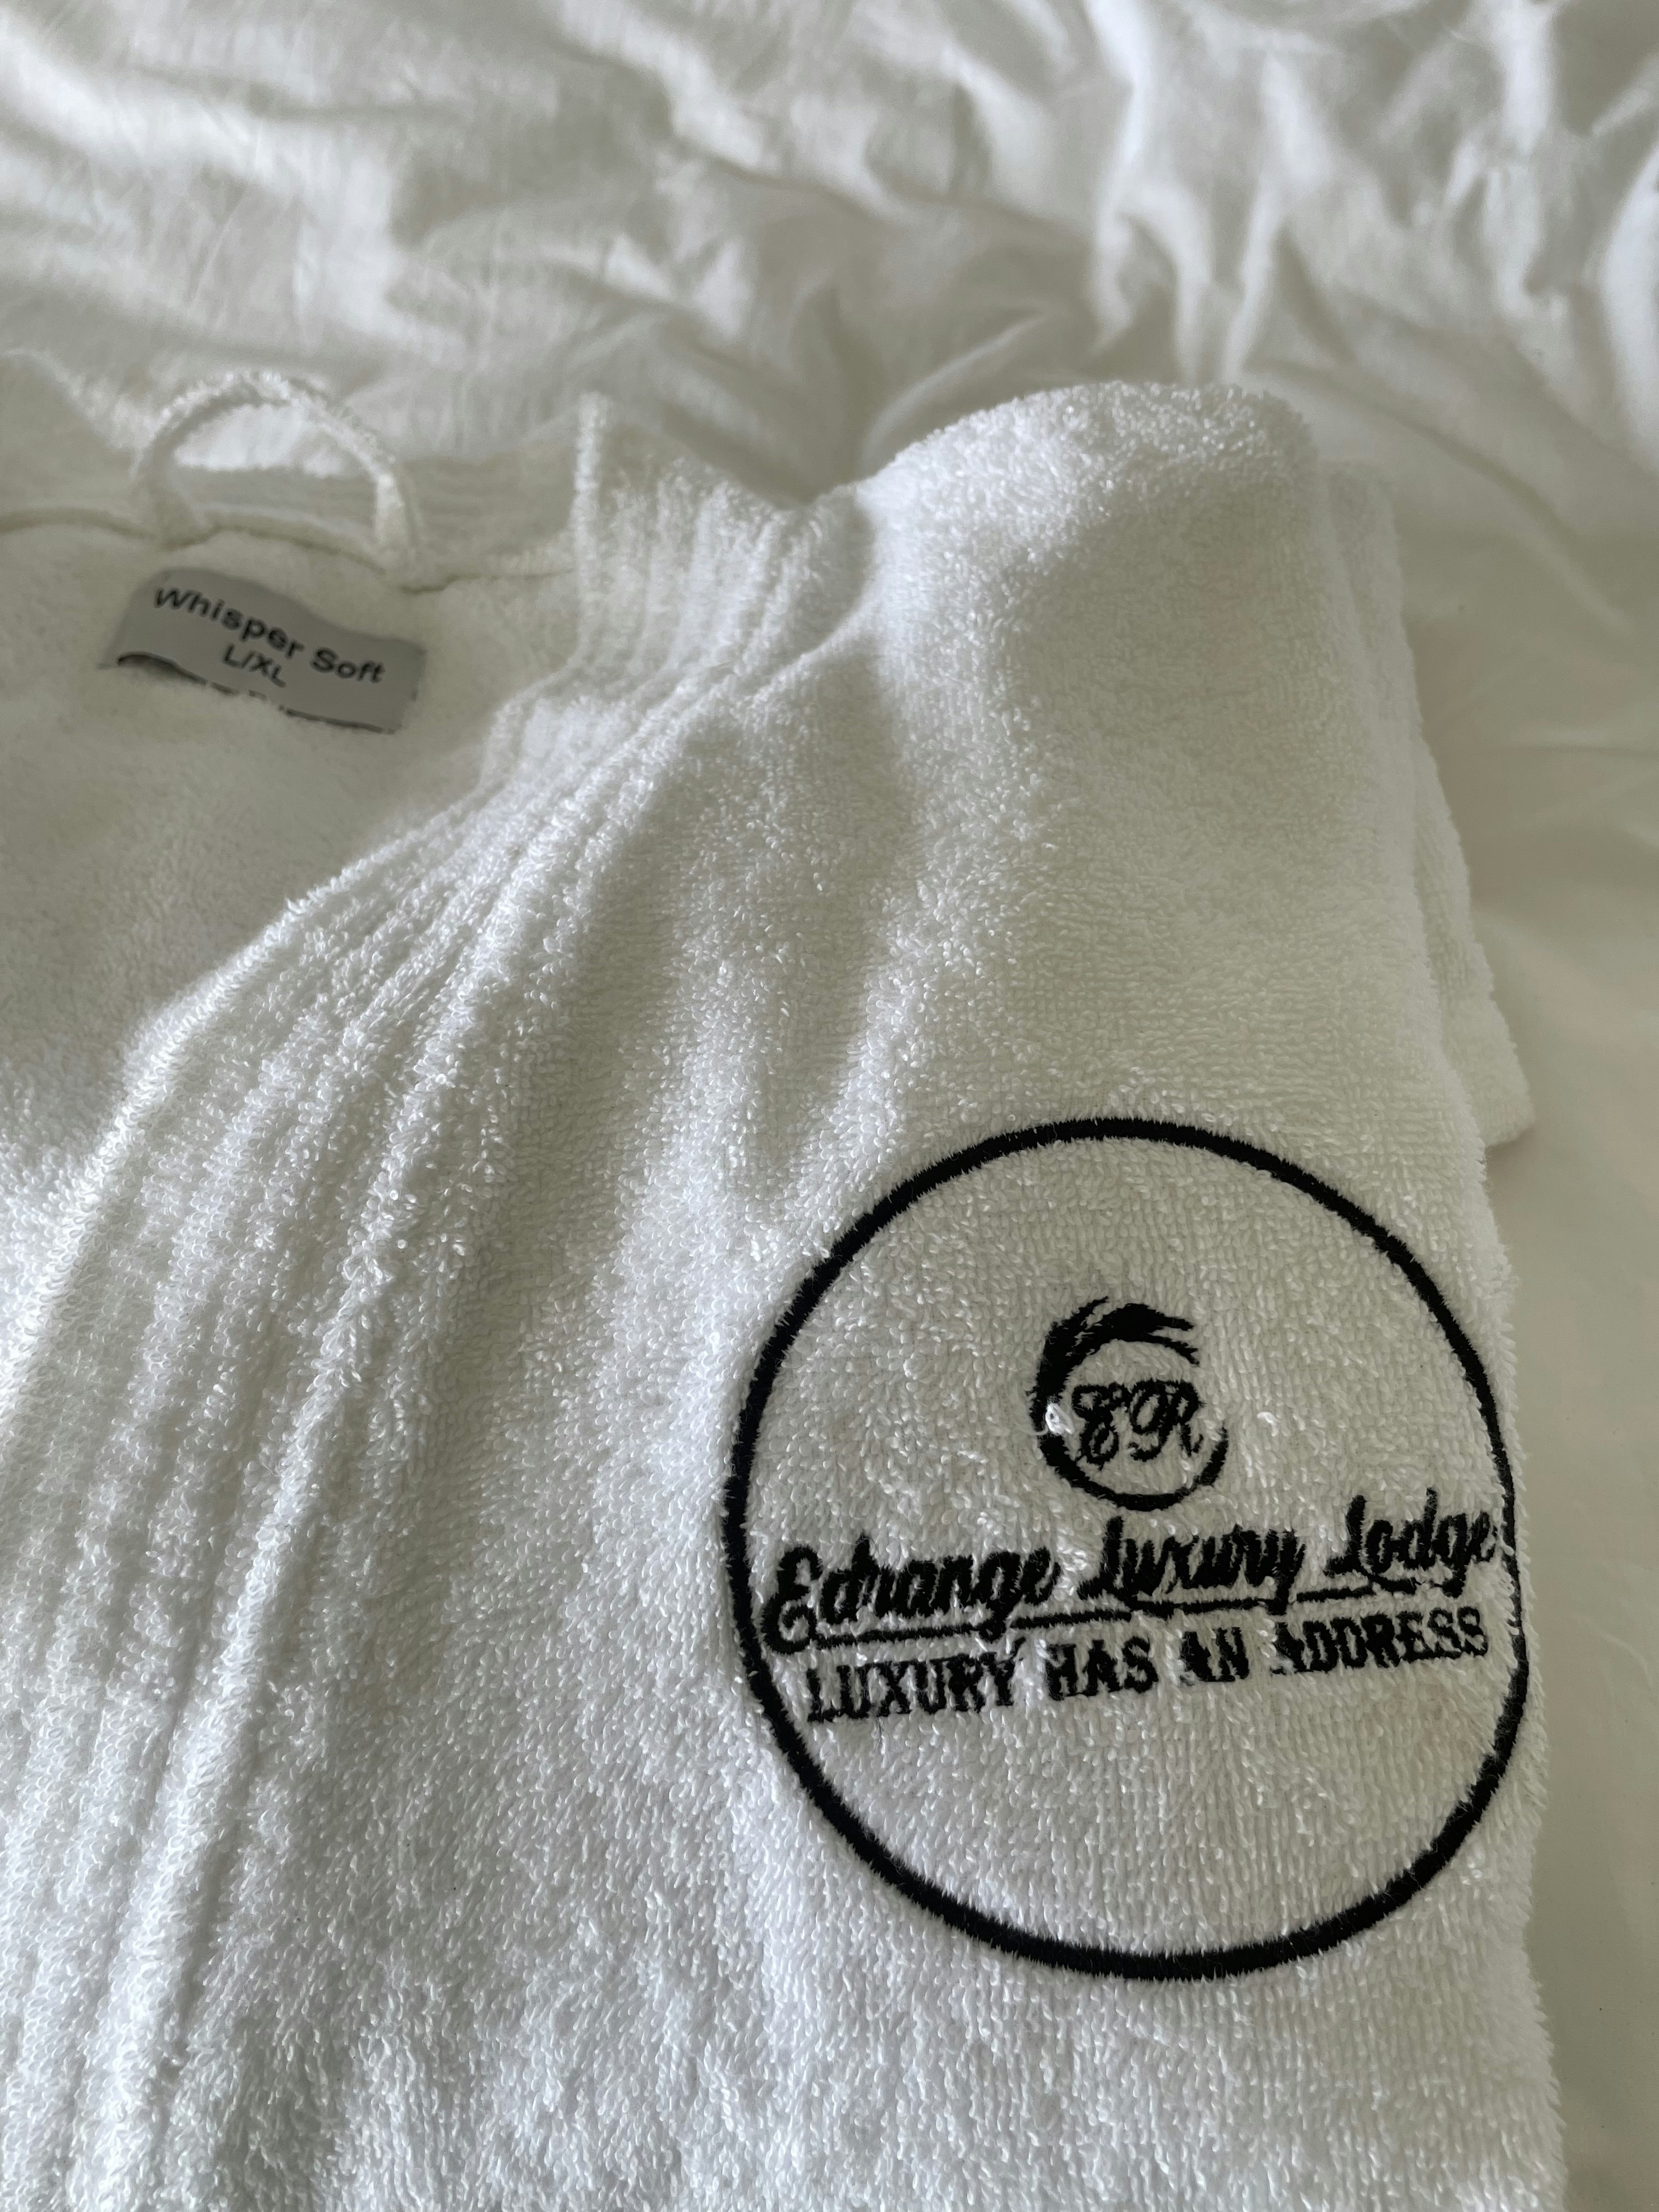 Whisper Soft
L/XL
ER
Edrange Luxury Lodge
LUXURY HAS AN ADDRESS